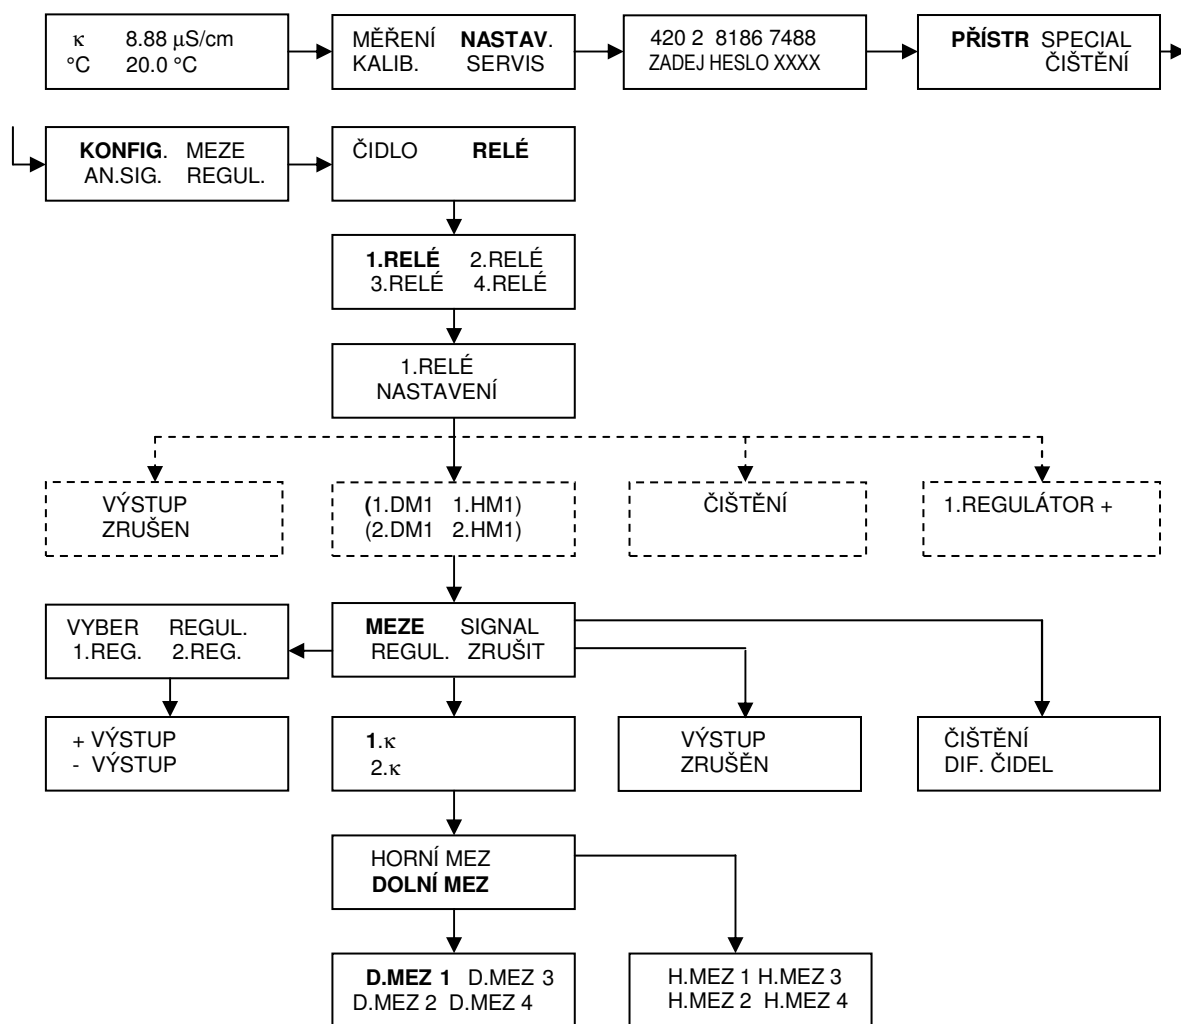 κ 8.88 µS/cm
°C 20.0 °C
MĚŘENÍ NASTAV.
KALIB. SERVIS
420 2 8186 7488
ZADEJ HESLO XXXX
PŘÍSTR SPECIAL
ČIŠTĚNÍ
KONFIG. MEZE
AN.SIG. REGUL.
ČIDLO RELÉ
1.RELÉ 2.RELÉ
3.RELÉ 4.RELÉ
1.RELÉ
NASTAVENÍ
VÝSTUP
ZRUŠEN
(1.DM1 1.HM1)
(2.DM1 2.HM1)
ČIŠTĚNÍ
1.REGULÁTOR +
VYBER REGUL.
1.REG. 2.REG.
MEZE SIGNAL
REGUL. ZRUŠIT
+ VÝSTUP
- VÝSTUP
1.κ
2.κ
VÝSTUP
ZRUŠĚN
ČIŠTĚNÍ
DIF. ČIDEL
HORNÍ MEZ
DOLNÍ MEZ
D.MEZ 1 D.MEZ 3
D.MEZ 2 D.MEZ 4
H.MEZ 1 H.MEZ 3
H.MEZ 2 H.MEZ 4